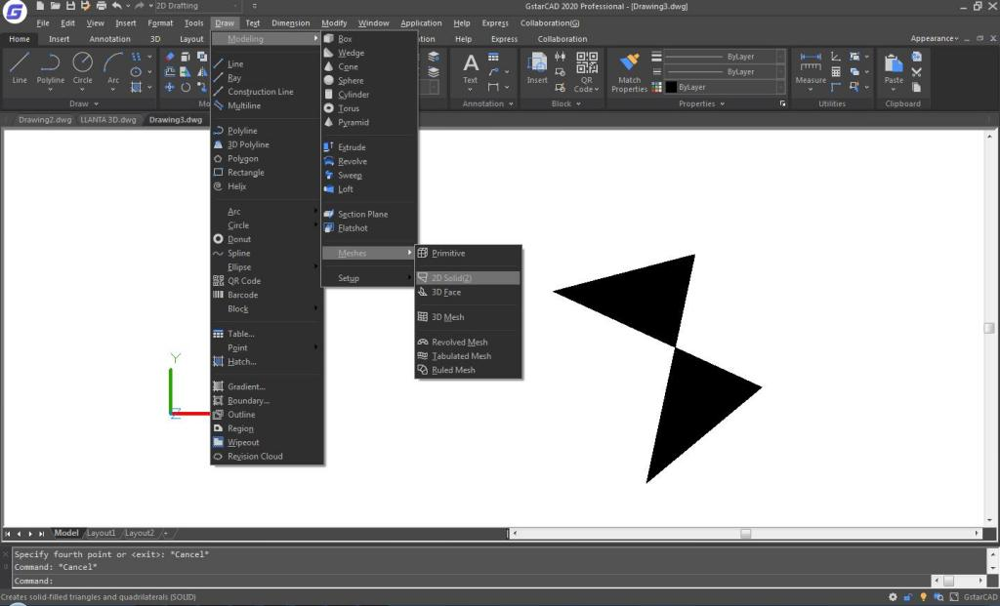 GstarCAD 2020 Professional - [Drawing3.dwg]
2D Drafting
File Edit View Insert Format Tools Draw Text Dimension Modify Window Application Help Express Collaboration(G)
Home Insert Annotation 3D Layout Help Express Collaboration Appearance
Line Polyline Circle Arc
Text
Insert QR Code
Match Properties
ByLayer
ByLayer
ByLayer
Measure
Paste
Draw Annotation Block Properties Utilities Clipboard
Drawing2.dwg LLANTA 3D.dwg Drawing3.dwg
Modeling
Line
Ray
Construction Line
Multiline
Polyline
3D Polyline
Polygon
Rectangle
Helix
Arc
Circle
Donut
Spline
Ellipse
QR Code
Barcode
Block
Table...
Point
Hatch...
Gradient...
Boundary...
Outline
Region
Wipeout
Revision Cloud
Box
Wedge
Cone
Sphere
Cylinder
Torus
Pyramid
Extrude
Revolve
Sweep
Loft
Section Plane
Flatshot
Meshes
Setup
Primitive
2D Solid(2)
3D Face
3D Mesh
Revolved Mesh
Tabulated Mesh
Ruled Mesh
Y
Z
Model Layout1 Layout2 +
Specify fourth point or <exit>: *Cancel*
Command: *Cancel*
Command:
Creates solid-filled triangles and quadrilaterals (SOLID)
GstarCAD